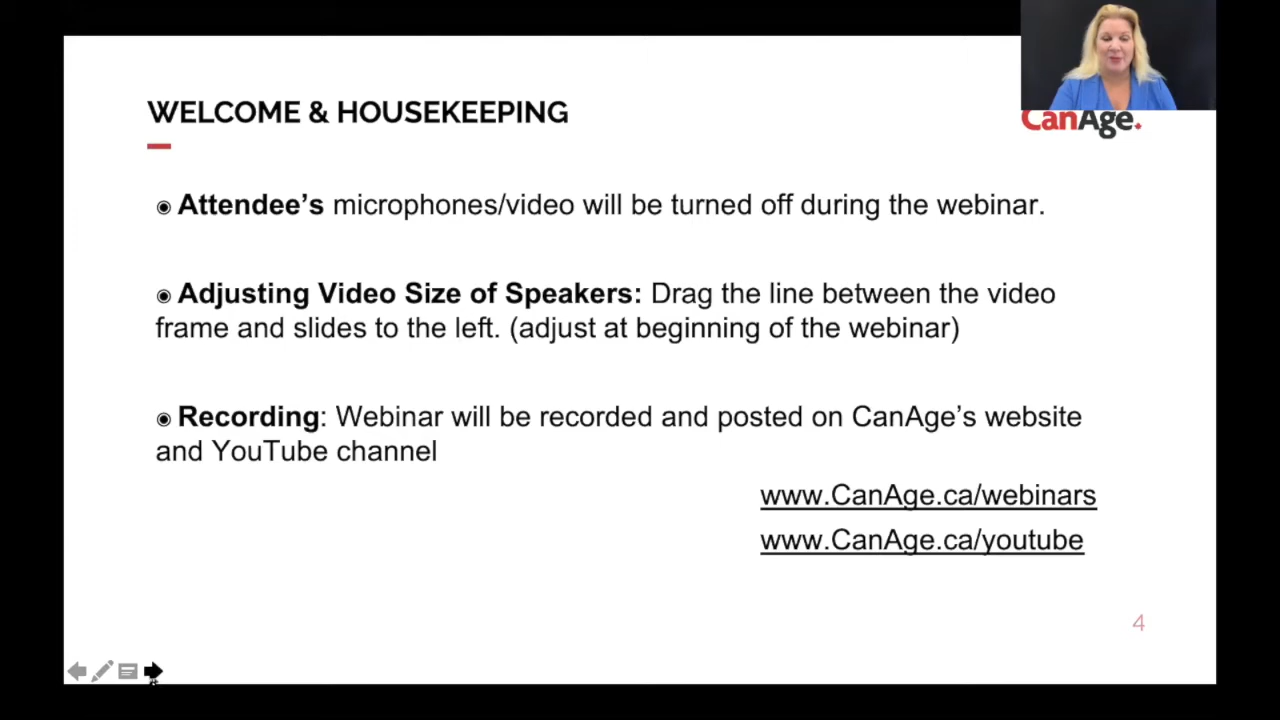 WELCOME & HOUSEKEEPING
CanAge.
◉ Attendee’s microphones/video will be turned off during the webinar.
◉ Adjusting Video Size of Speakers: Drag the line between the video
frame and slides to the left. (adjust at beginning of the webinar)
◉ Recording: Webinar will be recorded and posted on CanAge’s website
and YouTube channel
www.CanAge.ca/webinars
www.CanAge.ca/youtube
4